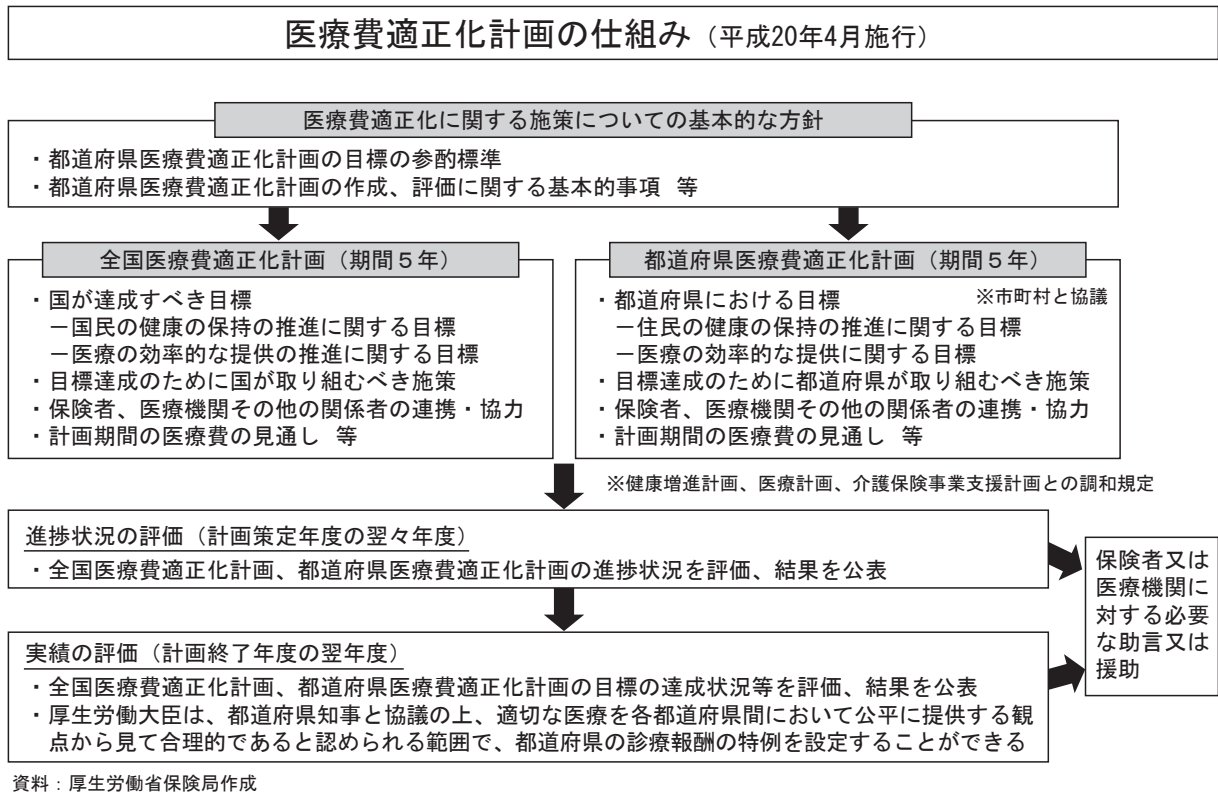 医療費適正化計画の仕組み（平成20年4月施行）
医療費適正化に関する施策についての基本的な方針
・都道府県医療費適正化計画の目標の参酌標準
・都道府県医療費適正化計画の作成、評価に関する基本的事項 等
全国医療費適正化計画（期間５年）
・国が達成すべき目標
－国民の健康の保持の推進に関する目標
－医療の効率的な提供の推進に関する目標
・目標達成のために国が取り組むべき施策
・保険者、医療機関その他の関係者の連携・協力
・計画期間の医療費の見通し 等
都道府県医療費適正化計画（期間５年）
・都道府県における目標 ※市町村と協議
－住民の健康の保持の推進に関する目標
－医療の効率的な提供に関する目標
・目標達成のために都道府県が取り組むべき施策
・保険者、医療機関その他の関係者の連携・協力
・計画期間の医療費の見通し 等
※健康増進計画、医療計画、介護保険事業支援計画との調和規定
進捗状況の評価（計画策定年度の翌々年度）
・全国医療費適正化計画、都道府県医療費適正化計画の進捗状況を評価、結果を公表
実績の評価（計画終了年度の翌年度）
・全国医療費適正化計画、都道府県医療費適正化計画の目標の達成状況等を評価、結果を公表
・厚生労働大臣は、都道府県知事と協議の上、適切な医療を各都道府県間において公平に提供する観
点から見て合理的であると認められる範囲で、都道府県の診療報酬の特例を設定することができる
保険者又は
医療機関に
対する必要
な助言又は
援助
資料：厚生労働省保険局作成